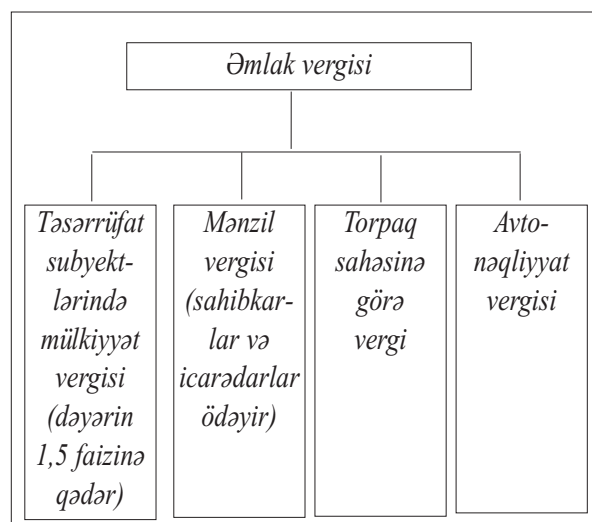 Əmlak vergisi
Təsərrüfat
subyekt-
lərində
mülkiyyət
vergisi
(dəyərin
1,5 faizinə
qədər)
Mənzil
vergisi
(sahibkar-
lar və
icarədarlar
ödəyir)
Torpaq
sahəsinə
görə
vergi
Avto-
nəqliyyat
vergisi